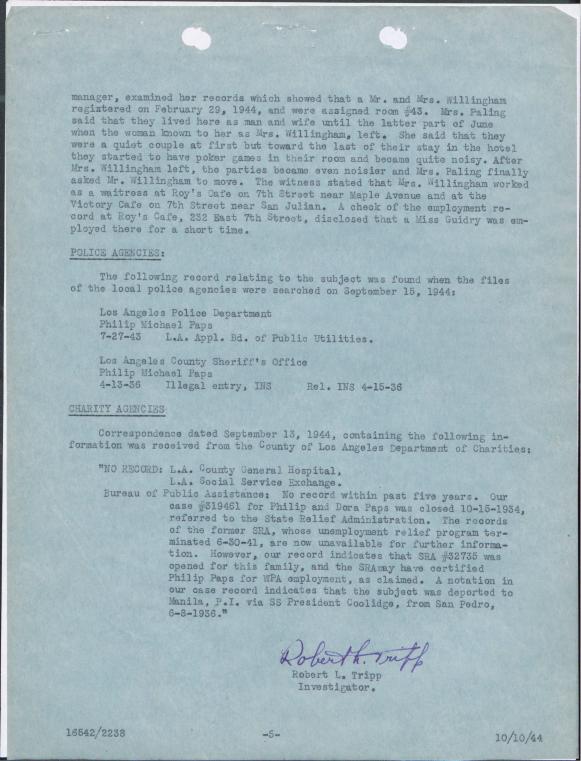 manager, examined her records which showed that a Mr. and Mrs. Willingham
registered on February 29, 1944, and were assigned room #43.  Mrs. Paling
said that they lived here as man and wife until the latter part of June
when the woman known to her as Mrs. Willingham, left.  She said that they
were a quiet couple at first but toward the last of their stay in the hotel
they started to have poker games in their room and became quite noisy. After
Mrs. Willingham left, the parties became even noisier and Mrs. Paling finally
asked Mr. Willingham to move.  The witness stated that Mrs. Willingham worked
as a waitress at Roy's Cafe on 7th Street near Maple Avenue and at the
Victory Cafe on 7th Street near San Julian.  A check of the employment re-
cord at Roy's Cafe, 232 East 7th Street, disclosed that a Miss Guidry was em-
ployed there for a short time.
POLICE AGENCIES:
The following record relating to the subject was found when the files
of the local police agencies were searched on September 15, 1944:
Los Angeles Police Department
Philip Michael Paps
7-27-43 L.A. Appl. Bd. of Public Utilities.
Los Angeles County Sheriff's Office
Philip Michael Paps
4-13-36 Illegal entry, INS Rel. INS 4-15-36
CHARITY AGENCIES
Correspondence dated September 13, 1944, containing the following in-
formation was received from the County of Los Angeles Department of Charities:
"NO RECORD: L.A. County General Hospital,
L.A. Social Service Exchange.
Bureau of Public Assistance:  No record within past five years.  Our
case #319461 for Philip and Dora Paps was closed 10-15-1934,
referred to the State Relief Administration.  The records
of the former SRA, whose unemployment relief program ter-
minated 6-30-41, are now unavailable for further informa-
tion.  However, our record indicates that SRA #32735 was
opened for this family, and the SRAmay have certified
Philip Paps for WPA employment, as claimed.  A notation in
our case record indicates that the subject was deported to
Manila, P.I. via SS President Coolidge, from San Pedro,
6-8-1936."
Robert L. Tripp
Robert L. Tripp
Investigator.
16542/2238 -5- 10/10/44